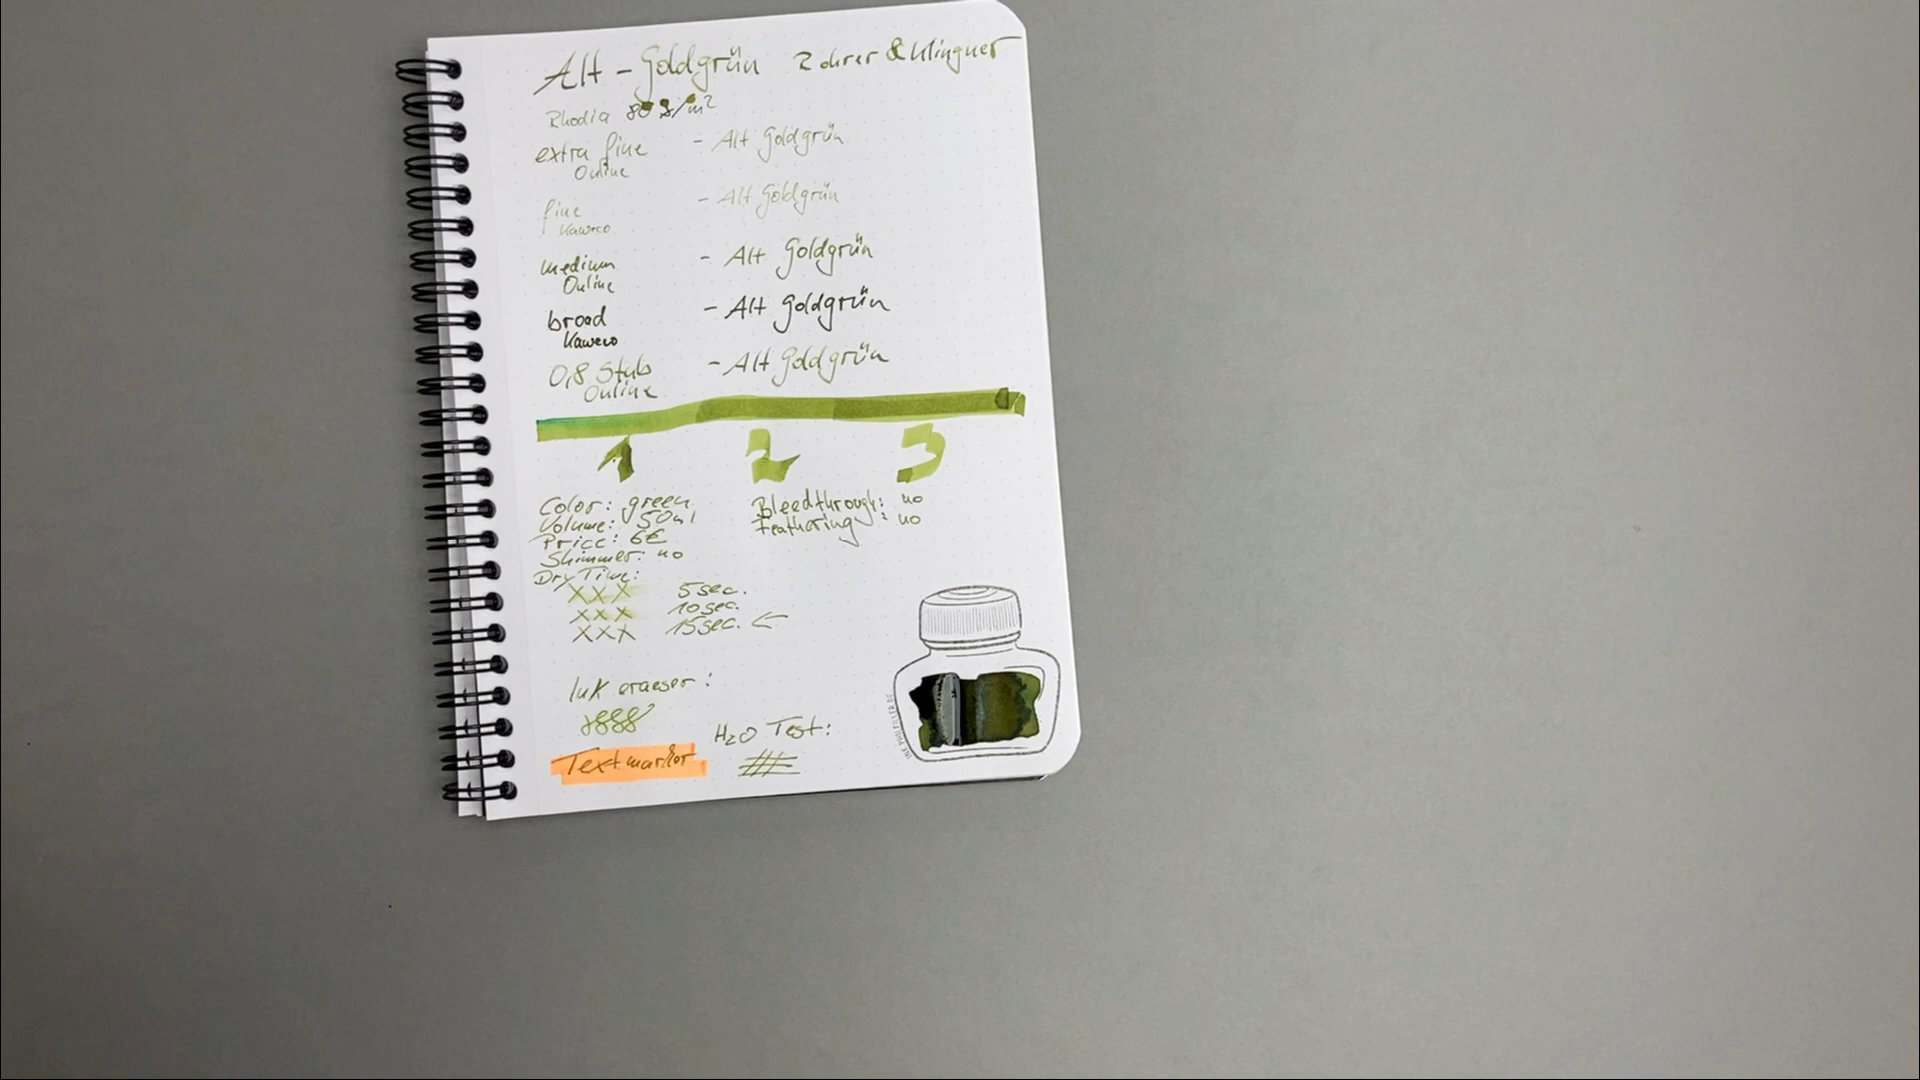 Alt - Goldgrün Rohrer & Klingner
Rhodia 80 g/m²
extra fine - Alt Goldgrün
Online
fine - Alt Goldgrün
Kaweco
medium - Alt Goldgrün
Online
broad - Alt Goldgrün
Kaweco
0,8 Stub - Alt Goldgrün
Online
1 2 3
Color: green
Volume: 50ml
Price: 6€
Shimmer: no
Bleedthrough: no
Feathering: no
Dry Time:
XXX 5sec.
XXX 10sec.
XXX 15sec. ←
Ink eraeser:
H₂O Test:
Textmarker